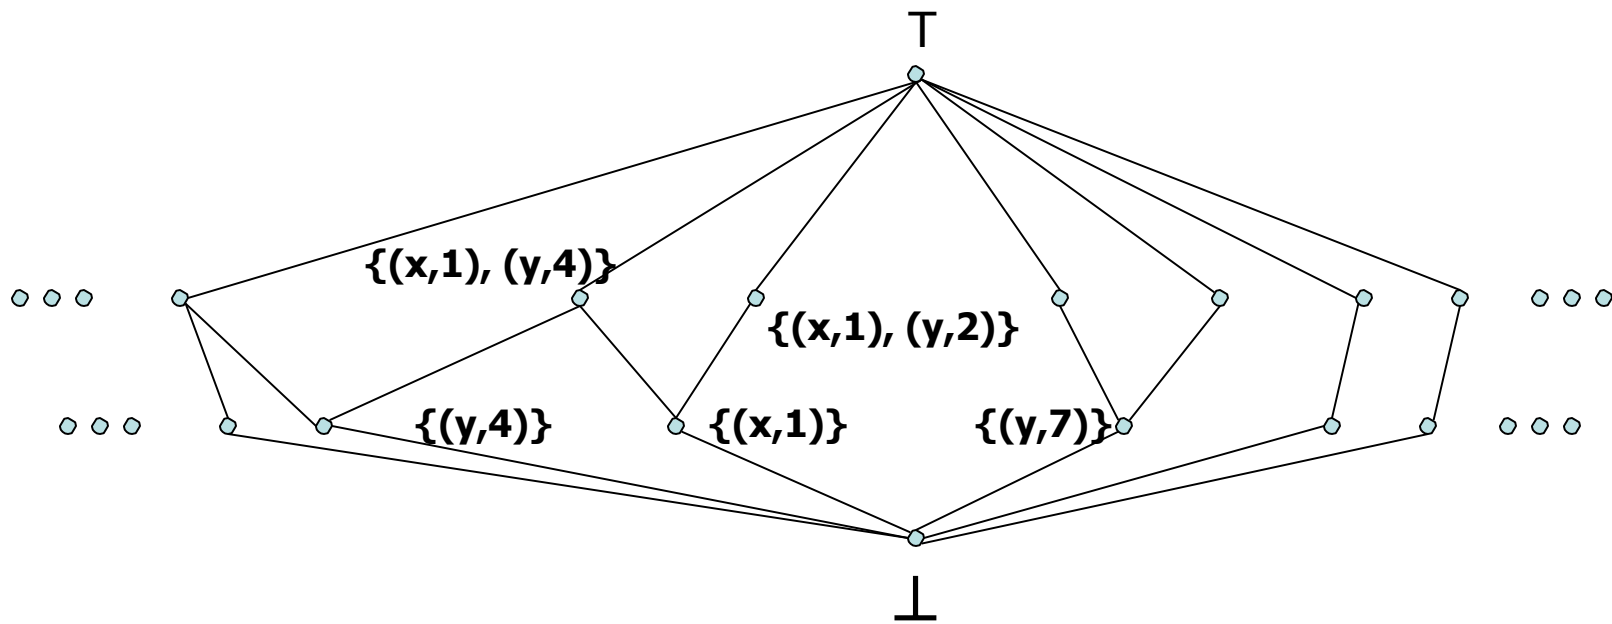 ⊤
{(x,1), (y,4)}
{(x,1), (y,2)}
{(y,4)} {(x,1)} {(y,7)}
⊥